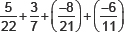 5/22 + 3/7 + (-8/21) + (-6/11)